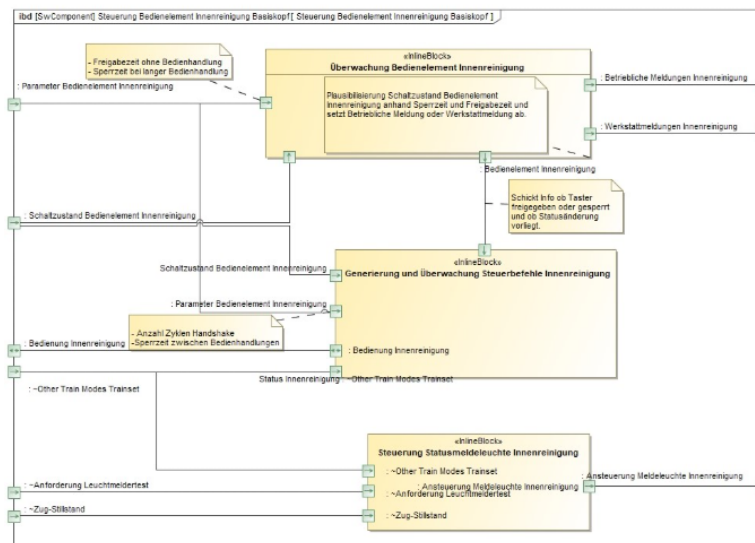 ibd [SwComponent] Steuerung Bedienelement Innenreinigung Basiskopf[ Steuerung Bedienelement Innenreinigung Basiskopf ]
- Freigabezeit ohne Bedienhandlung
- Sperrzeit bei langer Bedienhandlung
: Parameter Bedienelement Innenreinigung
«InlineBlock»
Überwachung Bedienelement Innenreinigung
Plausibilisierung Schaltzustand Bedienelement
Innenreinigung anhand Sperrzeit und Freigabezeit und
setzt Betriebliche Meldung oder Werkstattmeldung ab.
: Betriebliche Meldungen Innenreinigung
: Werkstattmeldungen Innenreinigung
: Bedienelement Innenreinigung
Schickt Info ob Taster
freigegeben oder gesperrt
und ob Statusänderung
vorliegt.
: Schaltzustand Bedienelement Innenreinigung
«InlineBlock»
Generierung und Überwachung Steuerbefehle Innenreinigung
Schaltzustand Bedienelement Innenreinigung
: Parameter Bedienelement Innenreinigung
- Anzahl Zyklen Handshake
-Sperrzeit zwischen Bedienhandlungen
: Bedienung Innenreinigung
: Bedienung Innenreinigung
Status Innenreinigung : ~Other Train Modes Trainset
: ~Other Train Modes Trainset
«InlineBlock»
Steuerung Statusmeldeleuchte Innenreinigung
: ~Other Train Modes Trainset
: Ansteuerung Meldeleuchte Innenreinigung
: Ansteuerung Meldeleuchte Innenreinigung
: ~Anforderung Leuchtmeldertest
: ~Anforderung Leuchtmeldertest
: ~Zug-Stillstand
: ~Zug-Stillstand